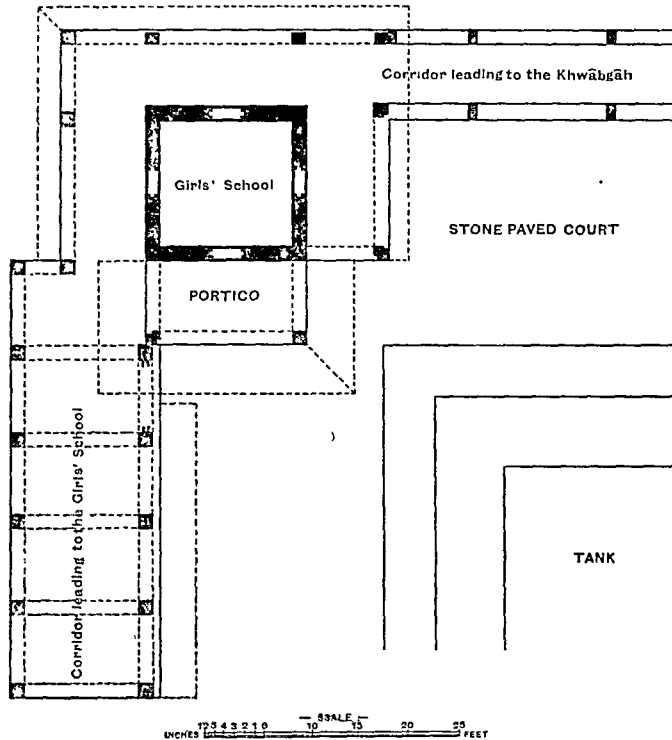 Corridor leading to the Khwâbgâh
Girls' School
STONE PAVED COURT
PORTICO
Corridor leading to the Girls' School
TANK
SCALE
INCHES 10 15 20 25 FEET